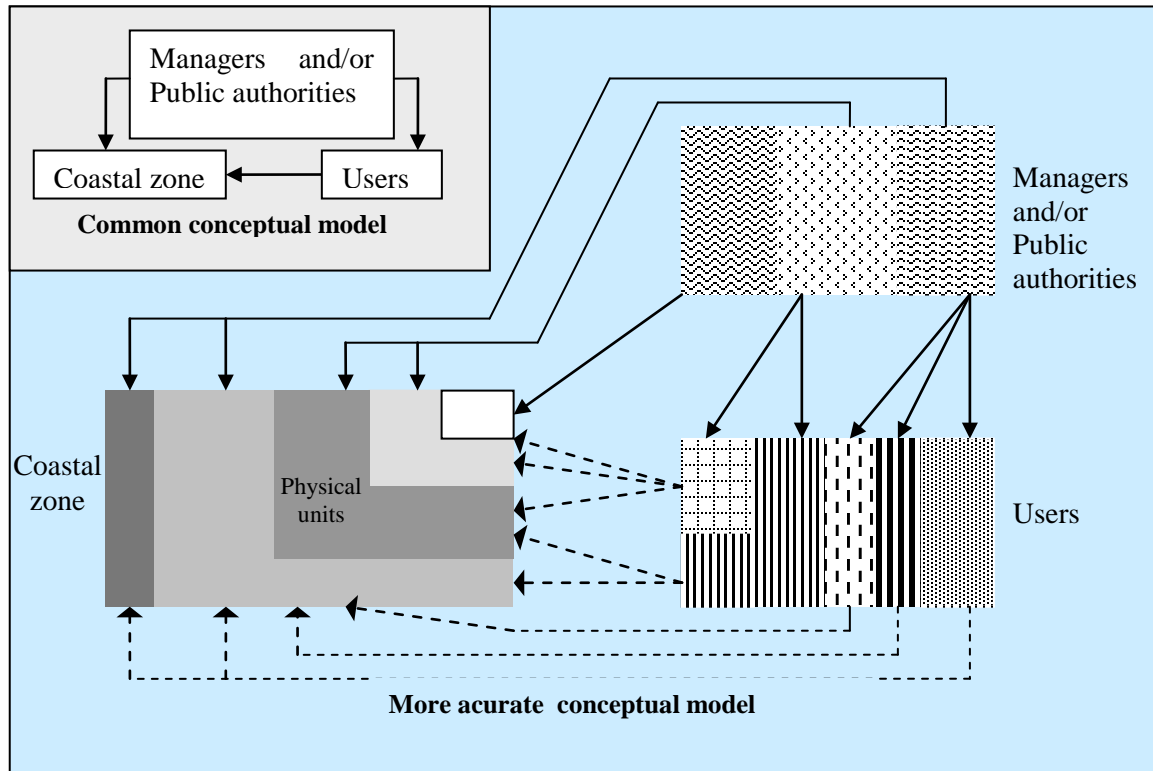 Managers and/or
Public authorities
Coastal zone
Users
Common conceptual model
Managers
and/or
Public
authorities
Coastal
zone
Physical
units
Users
More acurate conceptual model